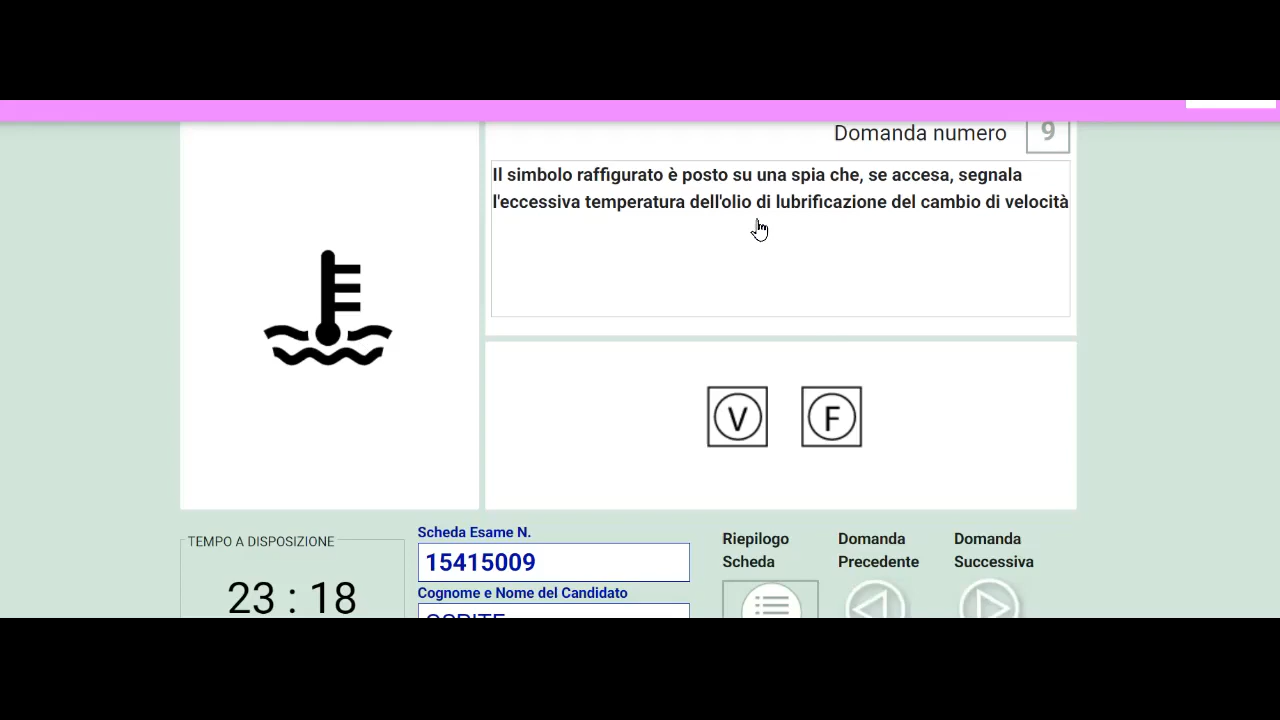 Domanda numero 9
Il simbolo raffigurato è posto su una spia che, se accesa, segnala
l'eccessiva temperatura dell'olio di lubrificazione del cambio di velocità
V F
TEMPO A DISPOSIZIONE
23 : 18
Scheda Esame N.
15415009
Cognome e Nome del Candidato
Riepilogo
Scheda
Domanda
Precedente
Domanda
Successiva